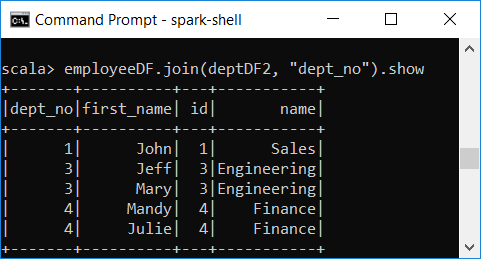 Command Prompt - spark-shell
scala> employeeDF.join(deptDF2, "dept_no").show
+-------+----------+---+-----------+
|dept_no|first_name| id|       name|
+-------+----------+---+-----------+
|      1|      John|  1|      Sales|
|      3|      Jeff|  3|Engineering|
|      3|      Mary|  3|Engineering|
|      4|     Mandy|  4|    Finance|
|      4|     Julie|  4|    Finance|
+-------+----------+---+-----------+